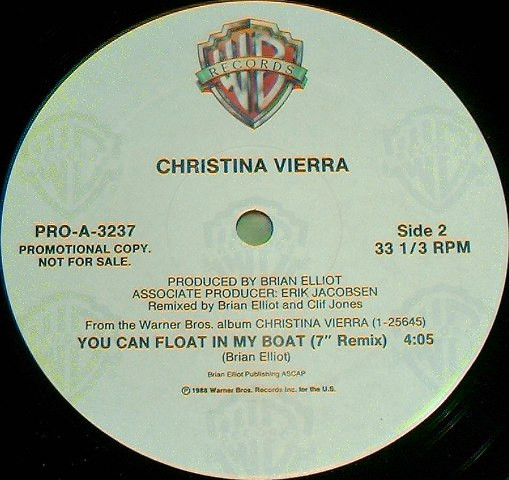 WB
RECORDS
CHRISTINA VIERRA
PRO-A-3237
PROMOTIONAL COPY.
NOT FOR SALE.
Side 2
33 1/3 RPM
PRODUCED BY BRIAN ELLIOT
ASSOCIATE PRODUCER: ERIK JACOBSEN
Remixed by Brian Elliot and Clif Jones
From the Warner Bros. album CHRISTINA VIERRA (1-25645)
YOU CAN FLOAT IN MY BOAT (7" Remix) 4:05
(Brian Elliot)
Brian Elliot Publishing ASCAP
℗ 1988 Warner Bros. Records Inc. for the U.S.